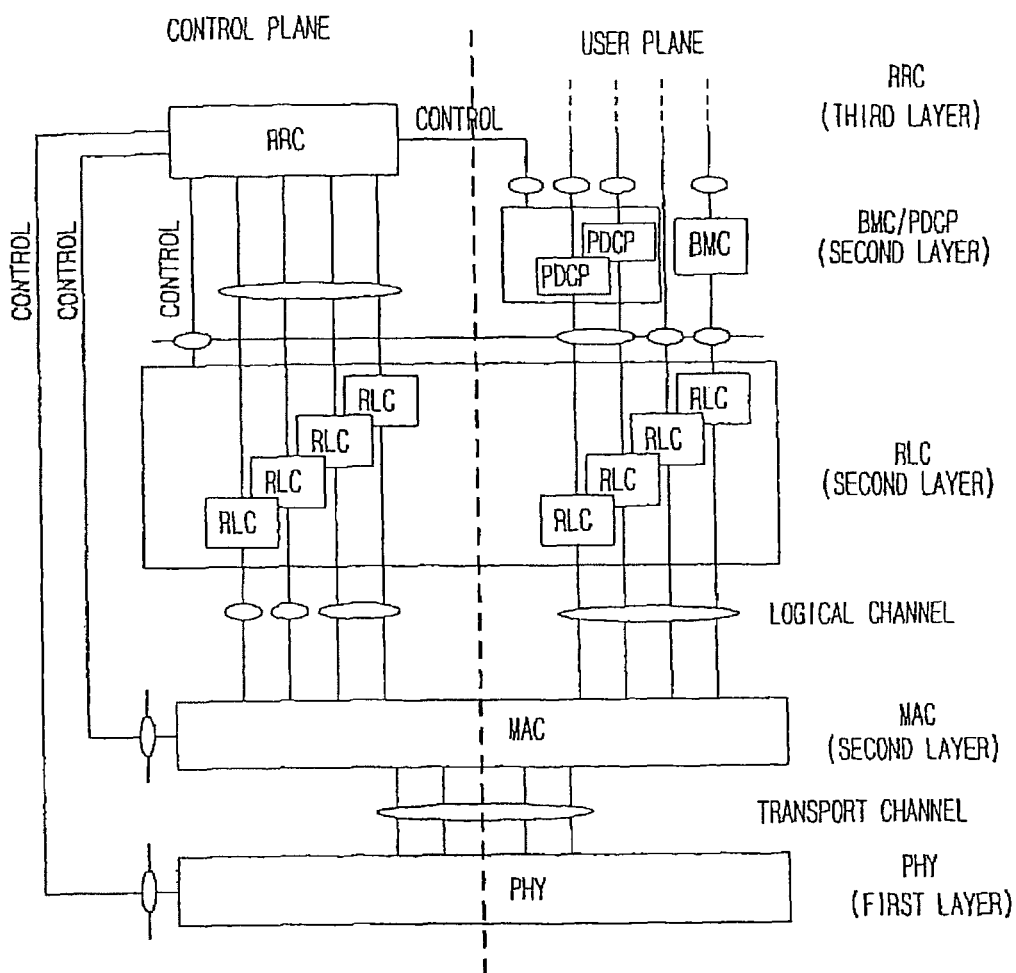 CONTROL PLANE
USER PLANE
RRC
(THIRD LAYER)
RRC
CONTROL
CONTROL
CONTROL
CONTROL
PDCP
PDCP
BMC
BMC/PDCP
(SECOND LAYER)
RLC
RLC
RLC
RLC
RLC
RLC
RLC
RLC
RLC
(SECOND LAYER)
LOGICAL CHANNEL
MAC
MAC
(SECOND LAYER)
TRANSPORT CHANNEL
PHY
PHY
(FIRST LAYER)